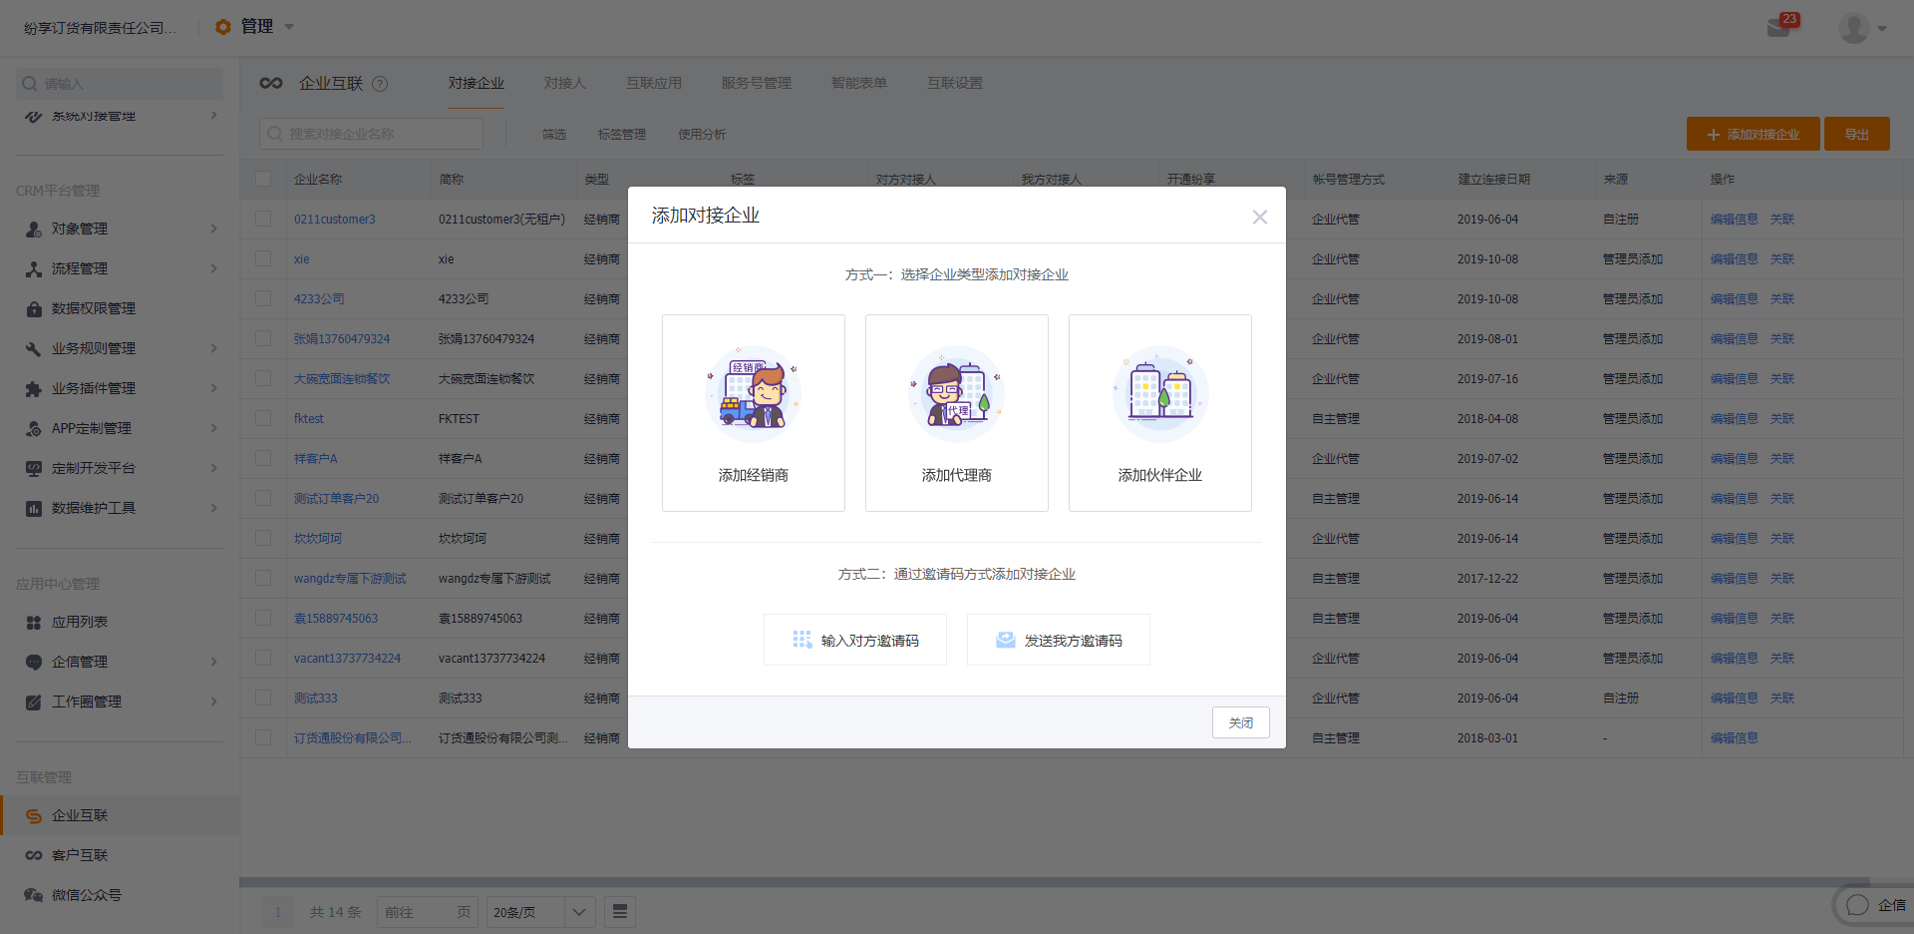 纷享订货有限责任公司...
管理
23
请输入
系统对接管理
CRM平台管理
对象管理
流程管理
数据权限管理
业务规则管理
业务插件管理
APP定制管理
定制开发平台
数据维护工具
应用中心管理
应用列表
企信管理
工作圈管理
互联管理
企业互联
客户互联
微信公众号
企业互联 ? 对接企业 对接人 互联应用 服务号管理 智能表单 互联设置
搜索对接企业名称 筛选 标签管理 使用分析 添加对接企业 导出
企业名称 简称 类型 标签 对方对接人 我方对接人 开通纷享 帐号管理方式 建立连接日期 来源 操作
0211customer3 0211customer3(无租户) 经销商 企业代管 2019-06-04 自注册 编辑信息 关联
xie xie 经销商 企业代管 2019-10-08 管理员添加 编辑信息 关联
4233公司 4233公司 经销商 企业代管 2019-10-08 管理员添加 编辑信息 关联
张娟13760479324 张娟13760479324 经销商 企业代管 2019-08-01 管理员添加 编辑信息 关联
大碗宽面连锁餐饮 大碗宽面连锁餐饮 经销商 企业代管 2019-07-16 管理员添加 编辑信息 关联
fktest FKTEST 经销商 自主管理 2018-04-08 管理员添加 编辑信息 关联
祥客户A 祥客户A 经销商 企业代管 2019-07-02 管理员添加 编辑信息 关联
测试订单客户20 测试订单客户20 经销商 自主管理 2019-06-14 管理员添加 编辑信息 关联
坎坎坷坷 坎坎坷坷 经销商 企业代管 2019-06-14 管理员添加 编辑信息 关联
wangdz专属下游测试 wangdz专属下游测试 经销商 自主管理 2017-12-22 管理员添加 编辑信息 关联
袁15889745063 袁15889745063 经销商 自主管理 2019-06-04 管理员添加 编辑信息 关联
vacant13737734224 vacant13737734224 经销商 企业代管 2019-06-04 管理员添加 编辑信息 关联
测试333 测试333 经销商 企业代管 2019-06-04 自注册 编辑信息 关联
订货通股份有限公司... 订货通股份有限公司测... 经销商 自主管理 2018-03-01 - 编辑信息
添加对接企业
方式一：选择企业类型添加对接企业
经销商
代理
添加经销商 添加代理商 添加伙伴企业
方式二：通过邀请码方式添加对接企业
输入对方邀请码 发送我方邀请码
关闭
1 共 14 条 前往 页 20条/页
企信